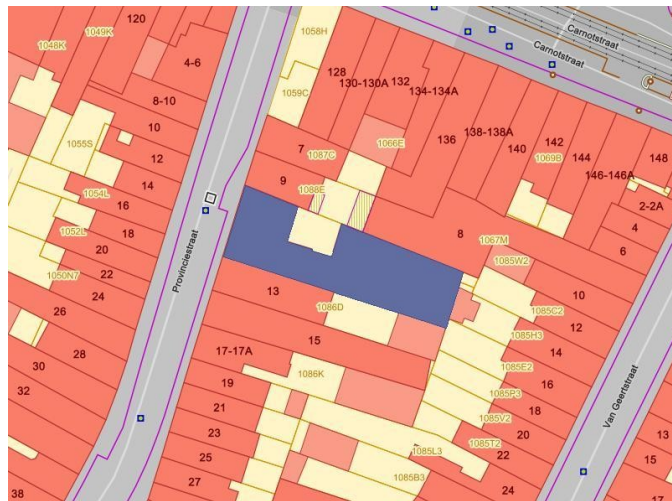 1048K
1049K
120
4-6
8-10
10
1055S
12
14
1054L
16
18
1052L
20
22
1050N7
24
26
28
30
32
38
Provinciestraat
1058H
1059C
128
130-130A
132
134-134A
136
138-138A
140
142
1069B
144
146-146A
148
2-2A
4
6
Carnotstraat
Carnotstraat
7
1087C
1066E
9
1088E
8
1067M
1085W2
10
1085C2
12
1085H3
14
1085E2
16
1085P3
18
1085V2
20
1085T2
22
24
13
1086D
15
17-17A
1086K
19
21
23
25
27
1085L3
1085B3
Van Geertstraat
13
15
17